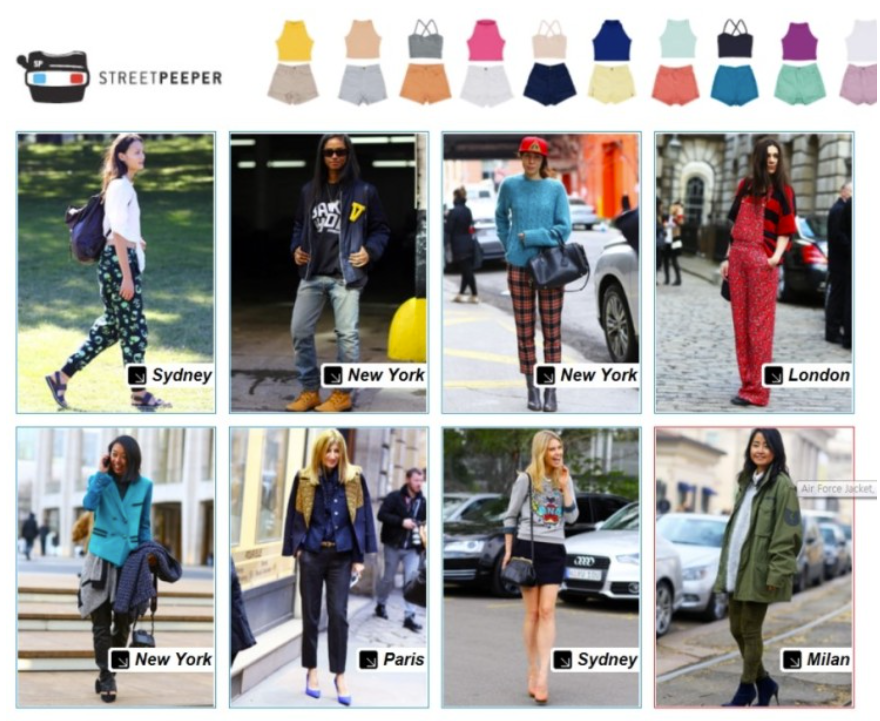 SP
STREETPEEPER
Sydney
New York
New York
London
Air Force Jacket,
New York
Paris
Sydney
Milan